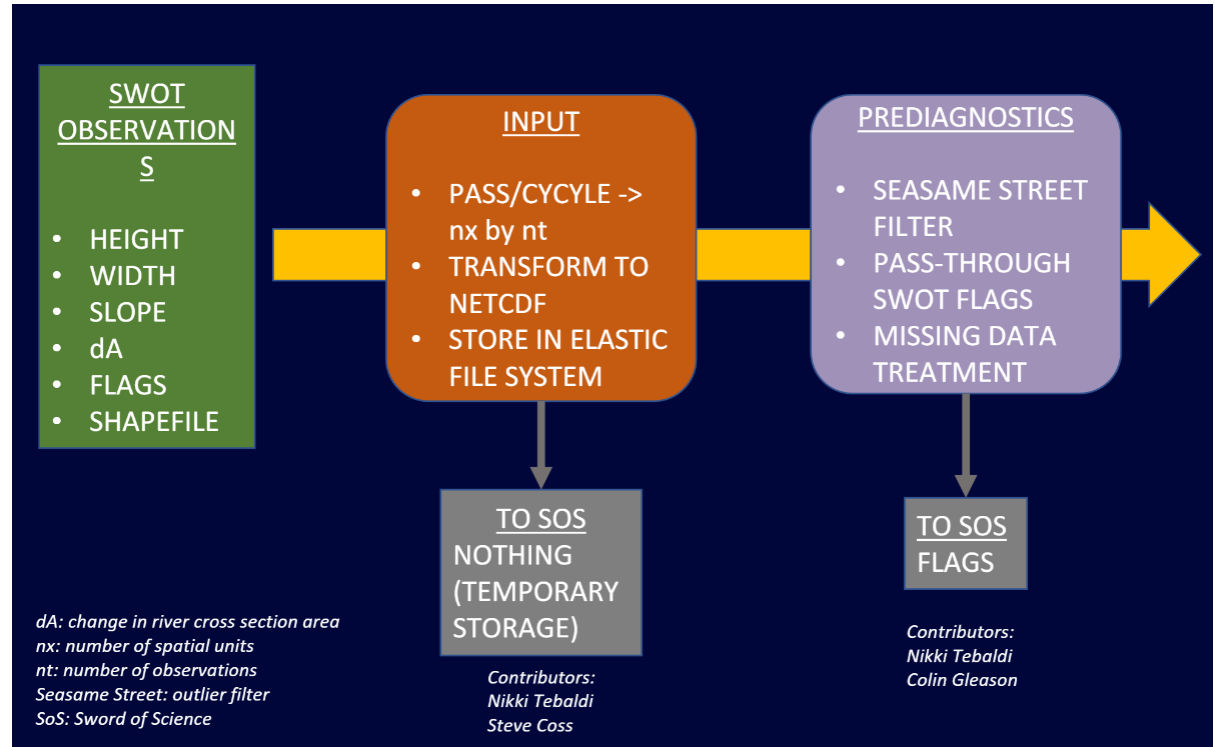 SWOT
OBSERVATION
S
• HEIGHT
• WIDTH
• SLOPE
• dA
• FLAGS
• SHAPEFILE
INPUT
• PASS/CYCYLE ->
nx by nt
• TRANSFORM TO
NETCDF
• STORE IN ELASTIC
FILE SYSTEM
PREDIAGNOSTICS
• SEASAME STREET
FILTER
• PASS-THROUGH
SWOT FLAGS
• MISSING DATA
TREATMENT
TO SOS
NOTHING
(TEMPORARY
STORAGE)
TO SOS
FLAGS
dA: change in river cross section area
nx: number of spatial units
nt: number of observations
Seasame Street: outlier filter
SoS: Sword of Science
Contributors:
Nikki Tebaldi
Steve Coss
Contributors:
Nikki Tebaldi
Colin Gleason